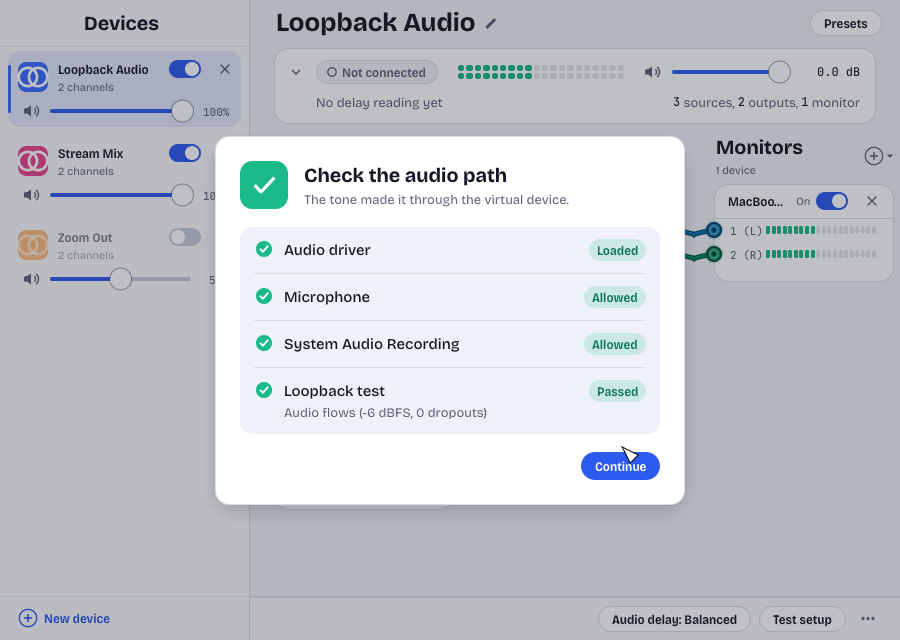 Devices
Loopback Audio
2 channels
100%
Stream Mix
2 channels
10
Zoom Out
2 channels
5
New device
Loopback Audio
Presets
Not connected
0.0 dB
No delay reading yet
3 sources, 2 outputs, 1 monitor
Monitors
1 device
MacBoo... On
1 (L)
2 (R)
Check the audio path
The tone made it through the virtual device.
Audio driver Loaded
Microphone Allowed
System Audio Recording Allowed
Loopback test Passed
Audio flows (-6 dBFS, 0 dropouts)
Continue
Audio delay: Balanced Test setup